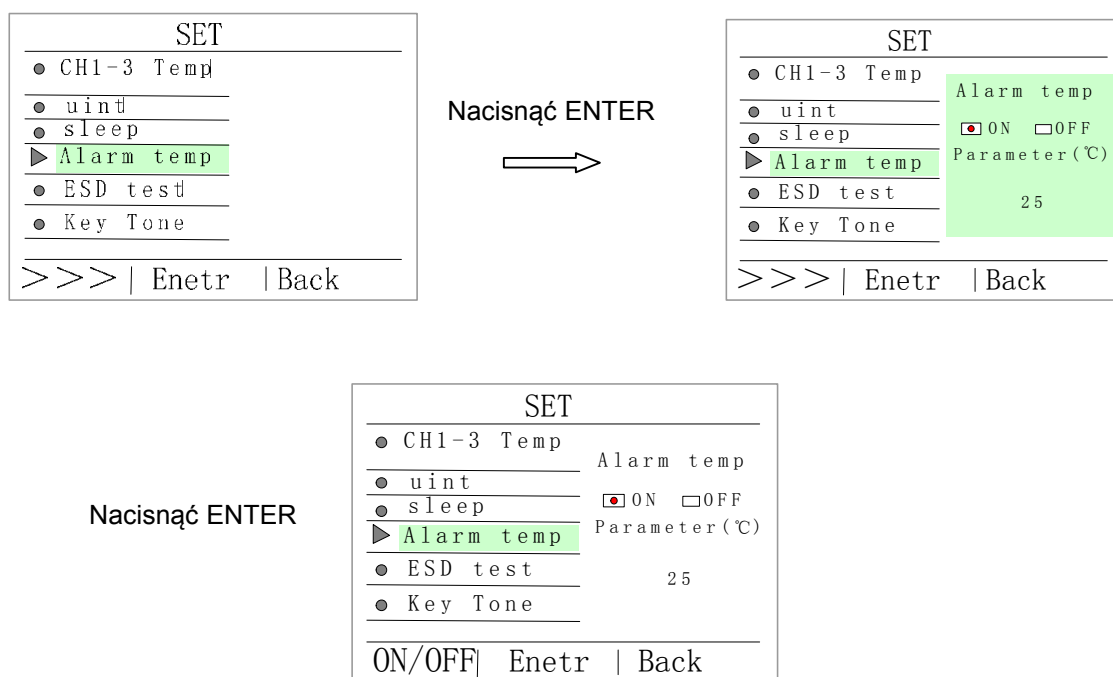 SET
CH1-3 Temp
uint
sleep
Alarm temp
ESD test
Key Tone
>>>| Enetr |Back
Nacisnąć ENTER
SET
CH1-3 Temp
uint
sleep
Alarm temp
ESD test
Key Tone
Alarm temp
ON OFF
Parameter(℃)
25
>>>| Enetr |Back
Nacisnąć ENTER
SET
CH1-3 Temp
uint
sleep
Alarm temp
ESD test
Key Tone
Alarm temp
ON OFF
Parameter(℃)
25
ON/OFF| Enetr | Back